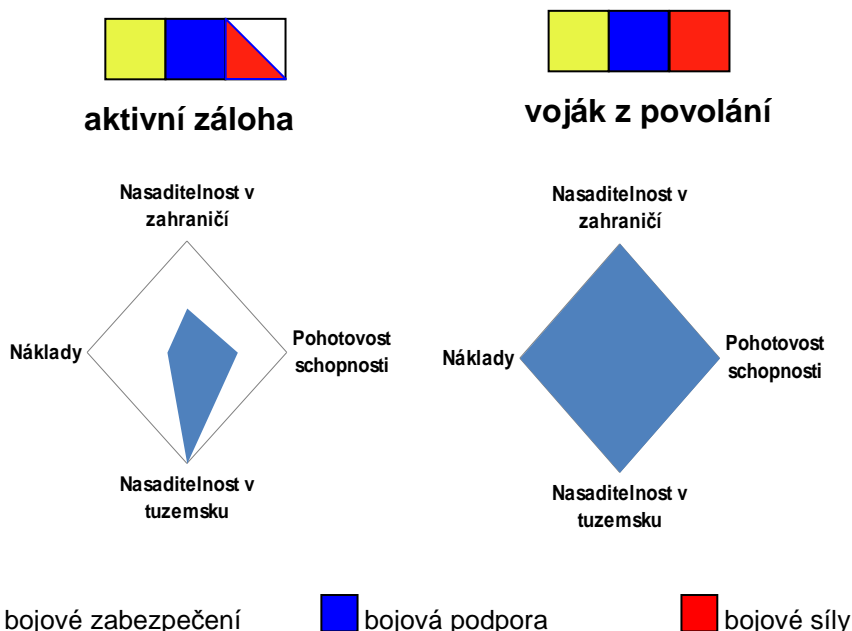 aktivní záloha
voják z povolání
Nasaditelnost v
zahraničí
Náklady
Pohotovost
schopnosti
Nasaditelnost v
tuzemsku
Nasaditelnost v
zahraničí
Náklady
Pohotovost
schopnosti
Nasaditelnost v
tuzemsku
bojové zabezpečení
bojová podpora
bojové síly